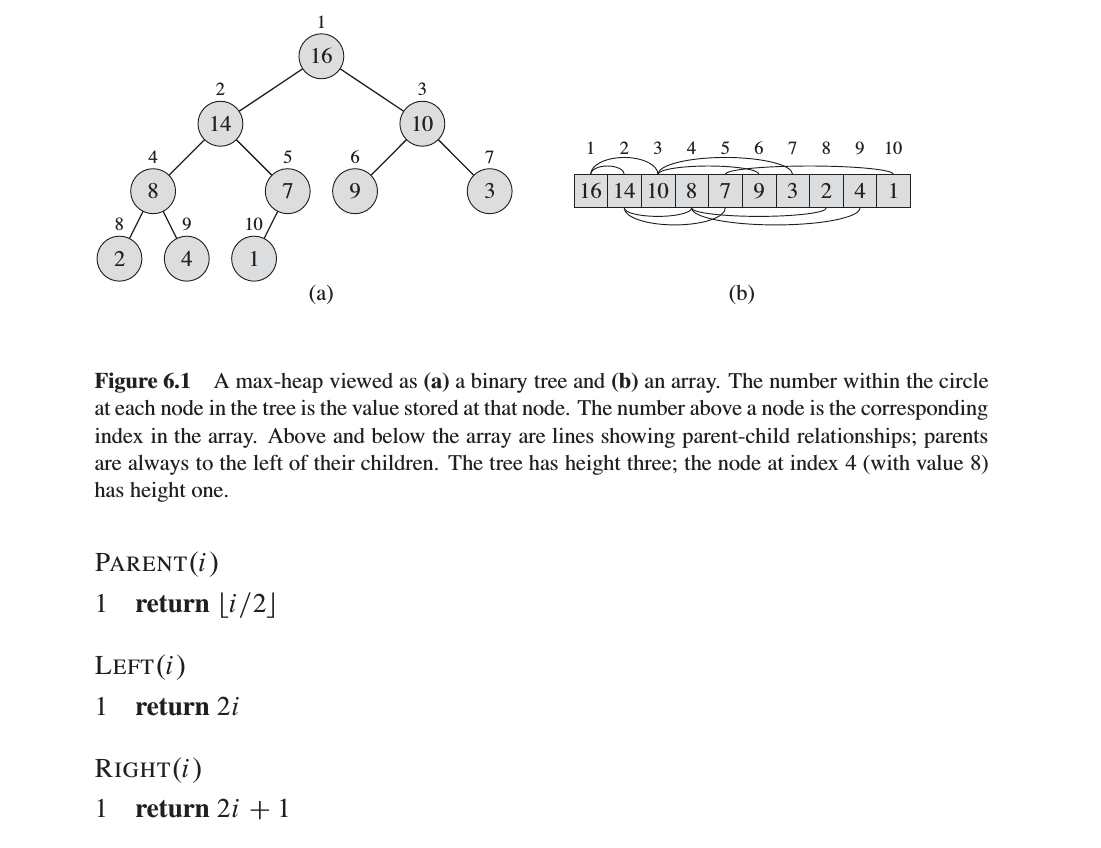 1
16
2 3
14 10
4 5 6 7
8 7 9 3
8 9 10
2 4 1
(a)
1 2 3 4 5 6 7 8 9 10
16 14 10 8 7 9 3 2 4 1
(b)
Figure 6.1 A max-heap viewed as (a) a binary tree and (b) an array. The number within the circle
at each node in the tree is the value stored at that node. The number above a node is the corresponding
index in the array. Above and below the array are lines showing parent-child relationships; parents
are always to the left of their children. The tree has height three; the node at index 4 (with value 8)
has height one.
PARENT(i)
1 return ⌊i/2⌋
LEFT(i)
1 return 2i
RIGHT(i)
1 return 2i + 1